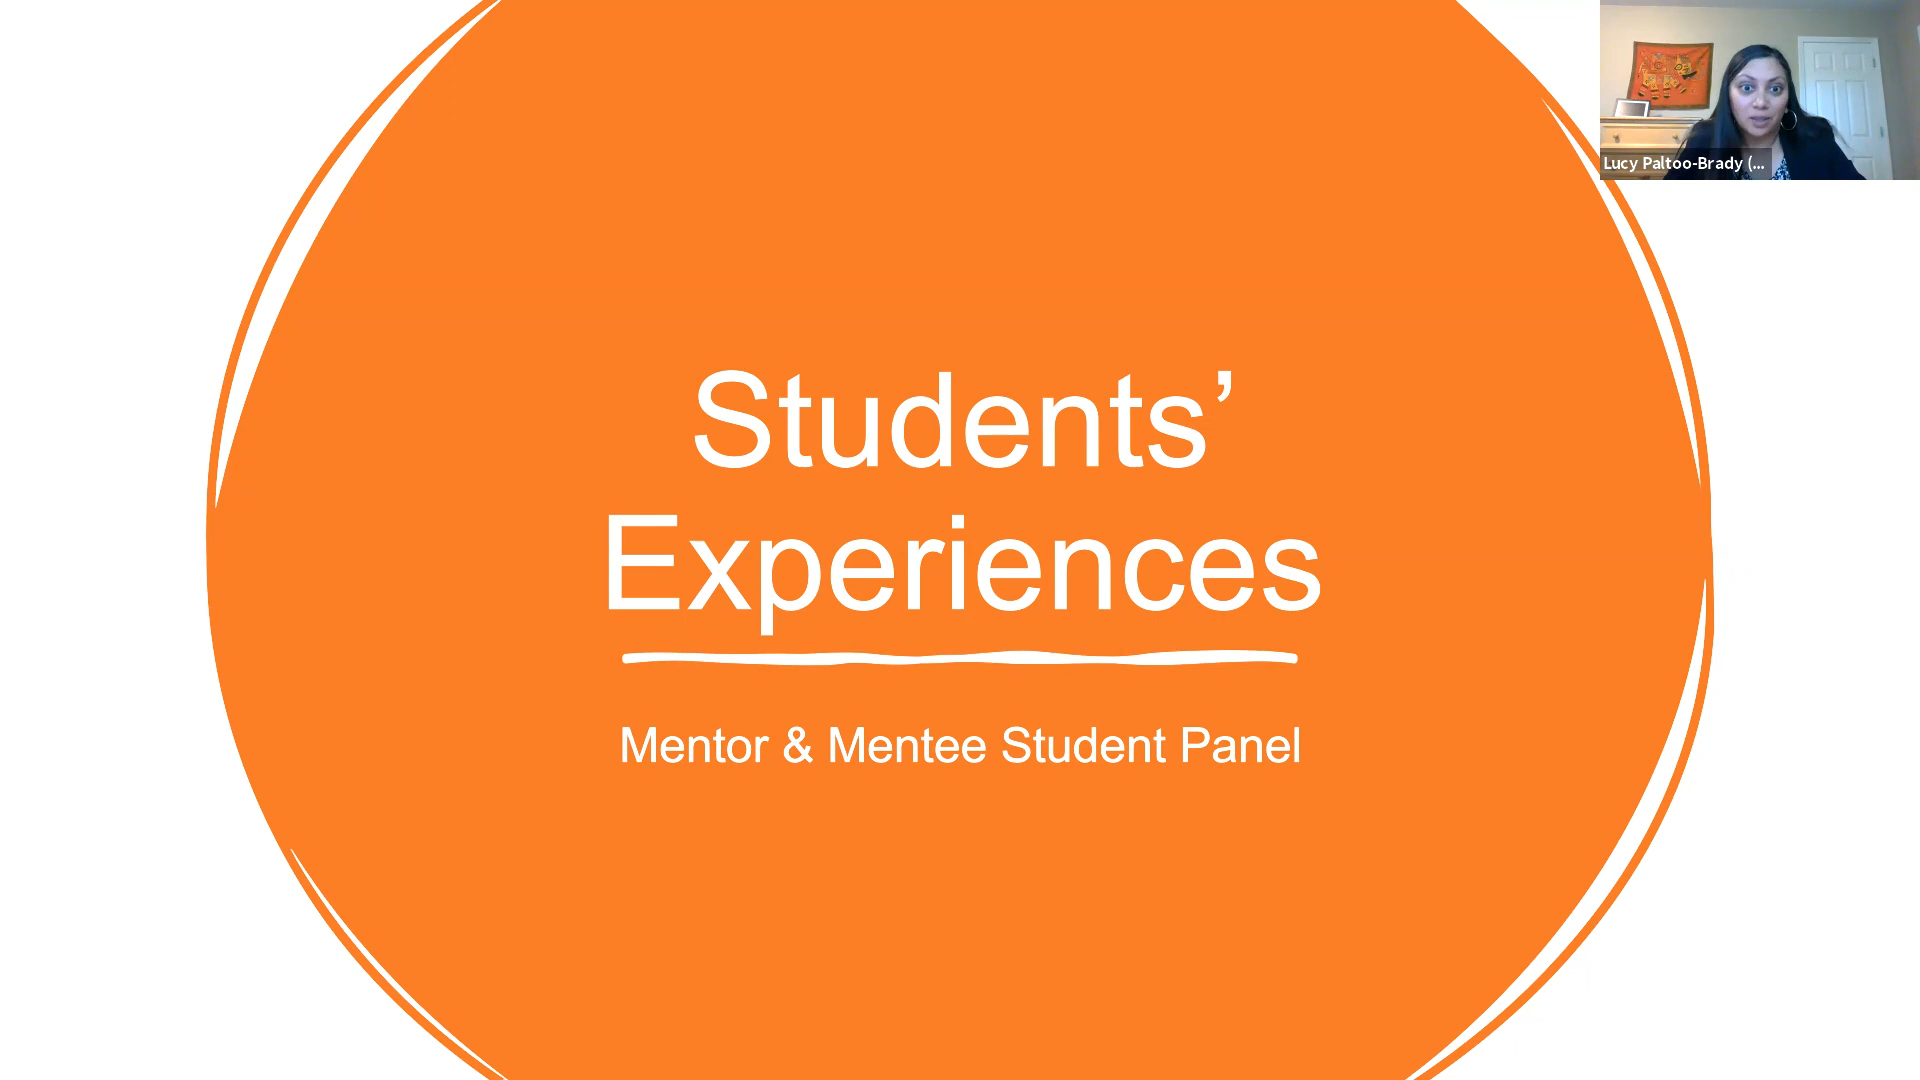 Lucy Paltoo-Brady (...
Students’
Experiences
Mentor & Mentee Student Panel